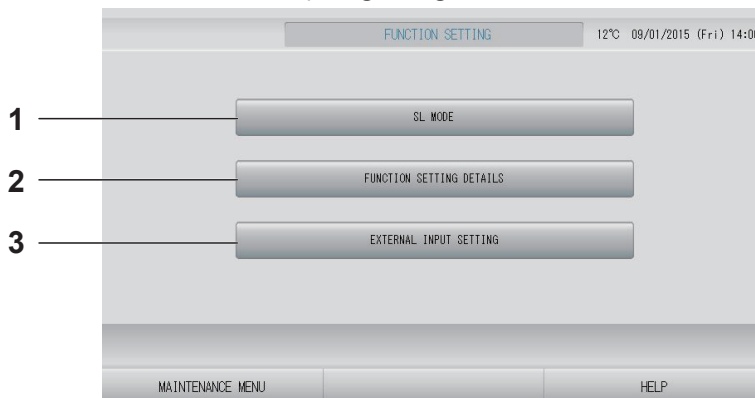 FUNCTION SETTING 12°C 09/01/2015 (Fri) 14:00
1 SL MODE
2 FUNCTION SETTING DETAILS
3 EXTERNAL INPUT SETTING
MAINTENANCE MENU HELP